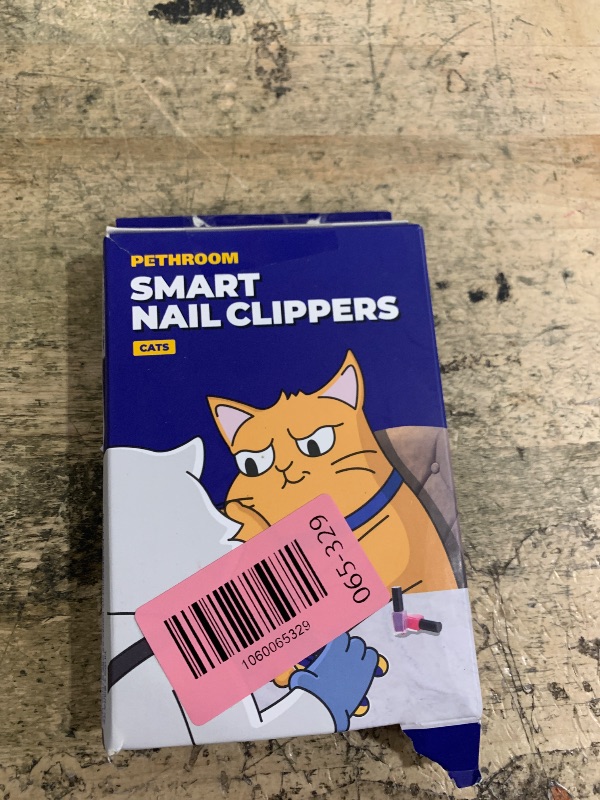 PETHROOM
SMART
NAIL CLIPPERS
CATS
065-329
1060065329